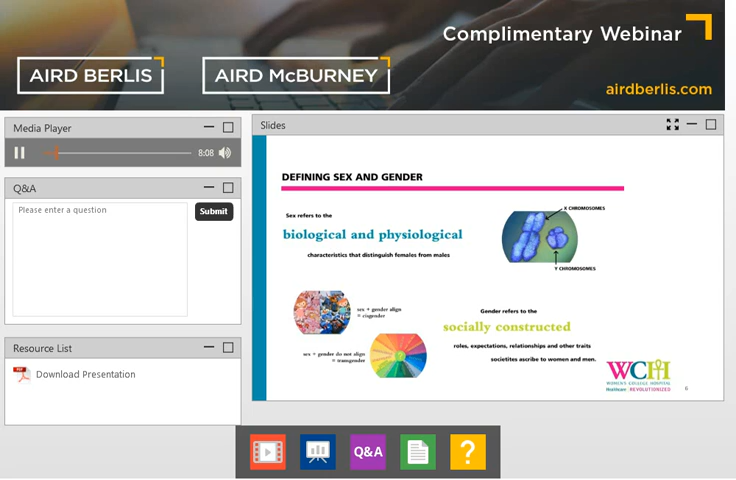 Complimentary Webinar
AIRD BERLIS
AIRD McBURNEY
airdberlis.com
Media Player
8:08
Q&A
Please enter a question
Submit
Resource List
PDF
Download Presentation
Slides
DEFINING SEX AND GENDER
Sex refers to the
biological and physiological
characteristics that distinguish females from males
X CHROMOSOMES
Y CHROMOSOMES
sex + gender align
= cisgender
sex + gender do not align
= transgender
Gender refers to the
socially constructed
roles, expectations, relationships and other traits
societites ascribe to women and men.
WCH
WOMEN'S COLLEGE HOSPITAL
Healthcare REVOLUTIONIZED
6
Q&A
?